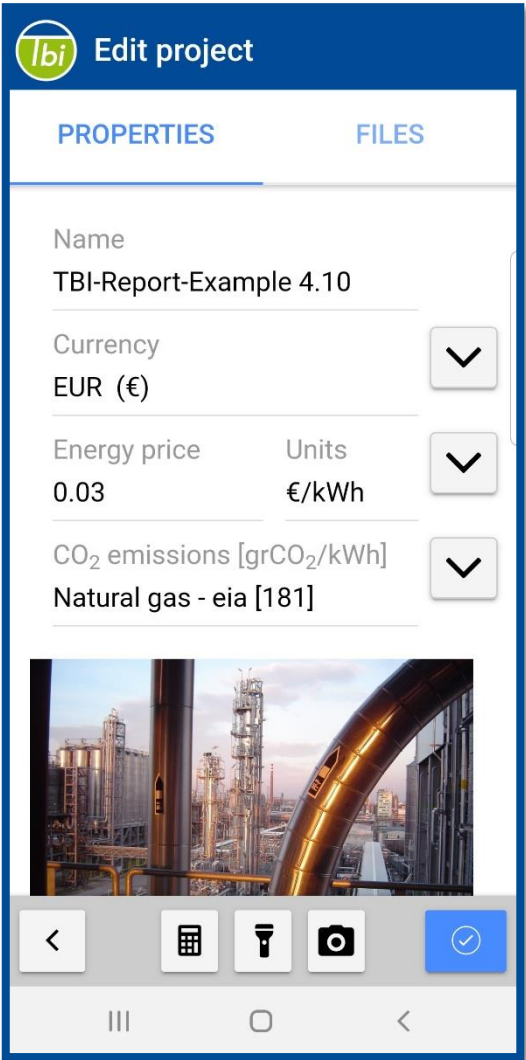 Tbi
Edit project
PROPERTIES FILES
Name
TBI-Report-Example 4.10
Currency
EUR (€)
Energy price Units
0.03 €/kWh
CO₂ emissions [grCO₂/kWh]
Natural gas - eia [181]